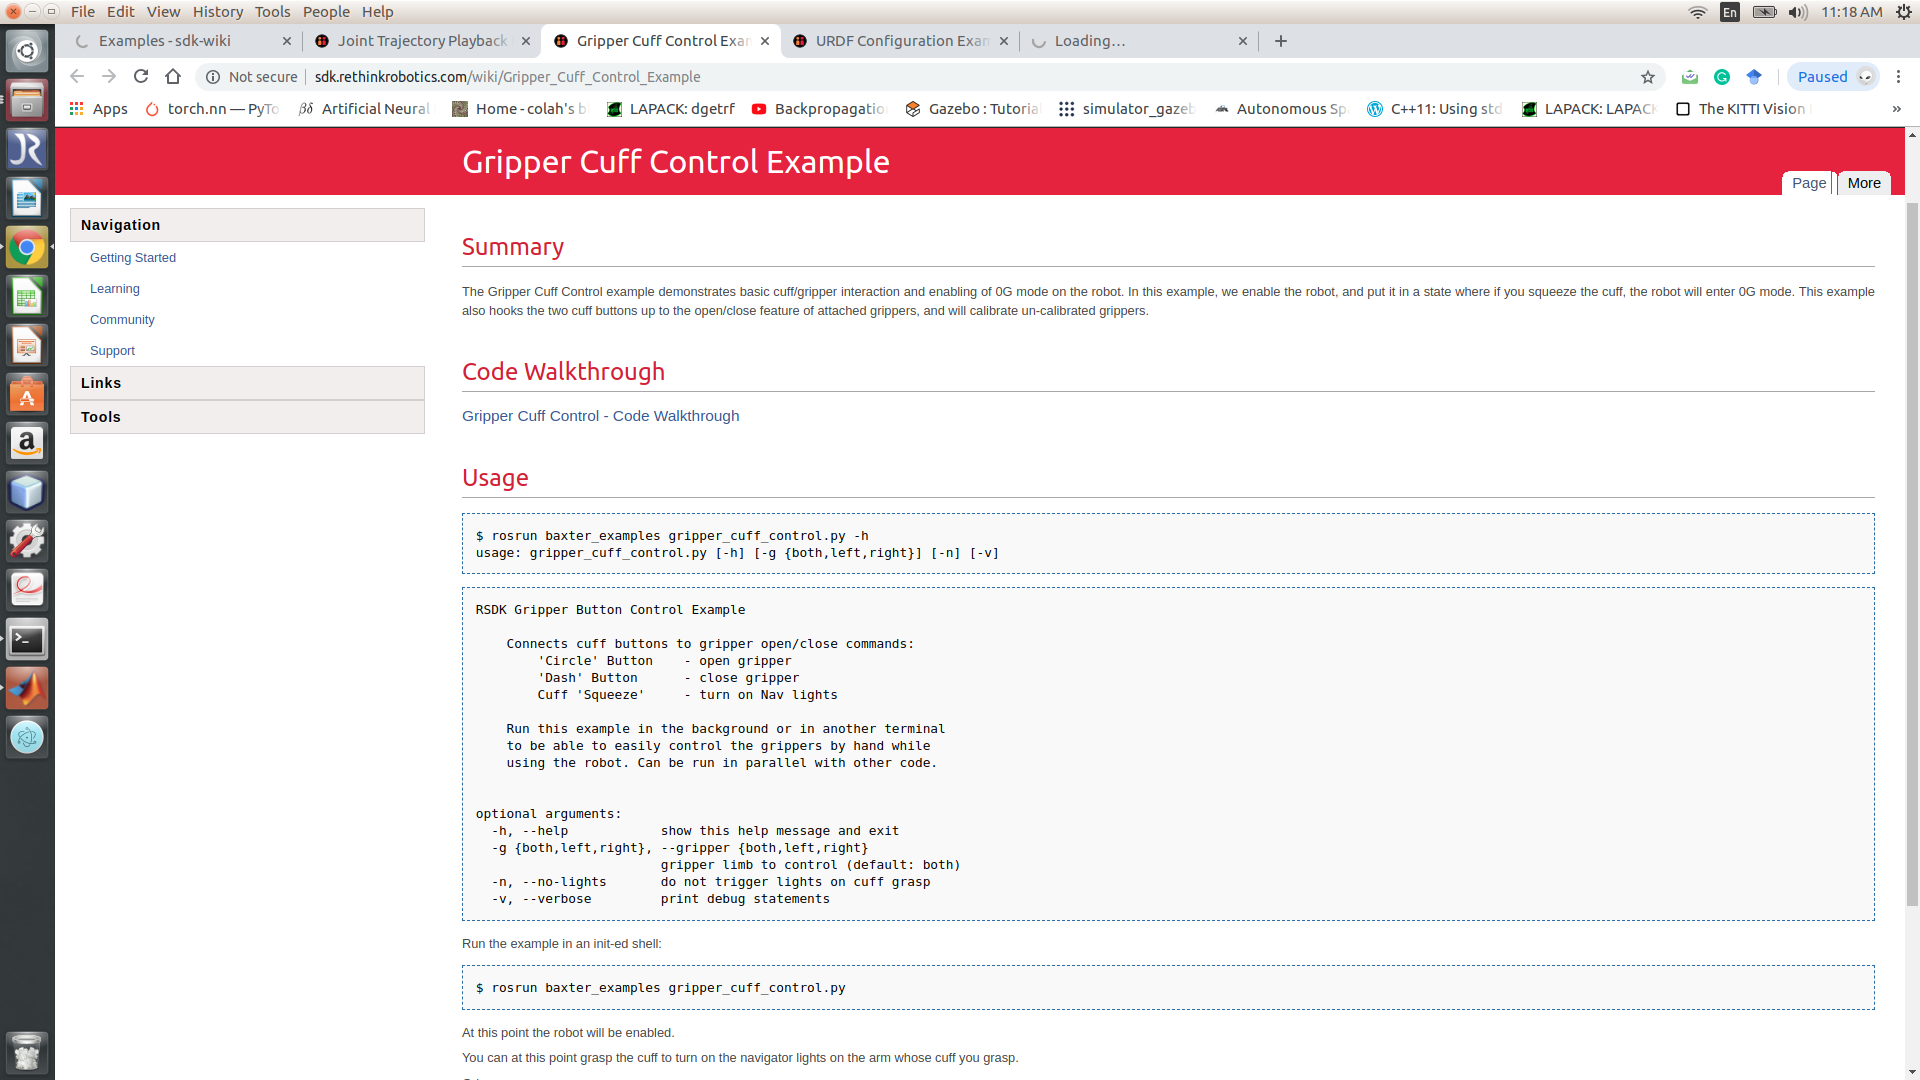 File Edit View History Tools People Help
En 11:18 AM
Examples - sdk-wiki
Joint Trajectory Playback
Gripper Cuff Control Exam
URDF Configuration Exam
Loading...
Not secure sdk.rethinkrobotics.com/wiki/Gripper_Cuff_Control_Example
Paused
Apps
torch.nn — PyTo
Artificial Neural
Home - colah's b
LAPACK: dgetrf
Backpropagatio
Gazebo : Tutorial
simulator_gazeb
Autonomous Sp
C++11: Using std
LAPACK: LAPACK
The KITTI Vision
»
Gripper Cuff Control Example
Page More
Navigation
Getting Started
Learning
Community
Support
Links
Tools
Summary
The Gripper Cuff Control example demonstrates basic cuff/gripper interaction and enabling of 0G mode on the robot. In this example, we enable the robot, and put it in a state where if you squeeze the cuff, the robot will enter 0G mode. This example
also hooks the two cuff buttons up to the open/close feature of attached grippers, and will calibrate un-calibrated grippers.
Code Walkthrough
Gripper Cuff Control - Code Walkthrough
Usage
$ rosrun baxter_examples gripper_cuff_control.py -h
usage: gripper_cuff_control.py [-h] [-g {both,left,right}] [-n] [-v]
RSDK Gripper Button Control Example
Connects cuff buttons to gripper open/close commands:
'Circle' Button - open gripper
'Dash' Button - close gripper
Cuff 'Squeeze' - turn on Nav lights
Run this example in the background or in another terminal
to be able to easily control the grippers by hand while
using the robot. Can be run in parallel with other code.
optional arguments:
-h, --help show this help message and exit
-g {both,left,right}, --gripper {both,left,right}
gripper limb to control (default: both)
-n, --no-lights do not trigger lights on cuff grasp
-v, --verbose print debug statements
Run the example in an init-ed shell:
$ rosrun baxter_examples gripper_cuff_control.py
At this point the robot will be enabled.
You can at this point grasp the cuff to turn on the navigator lights on the arm whose cuff you grasp.